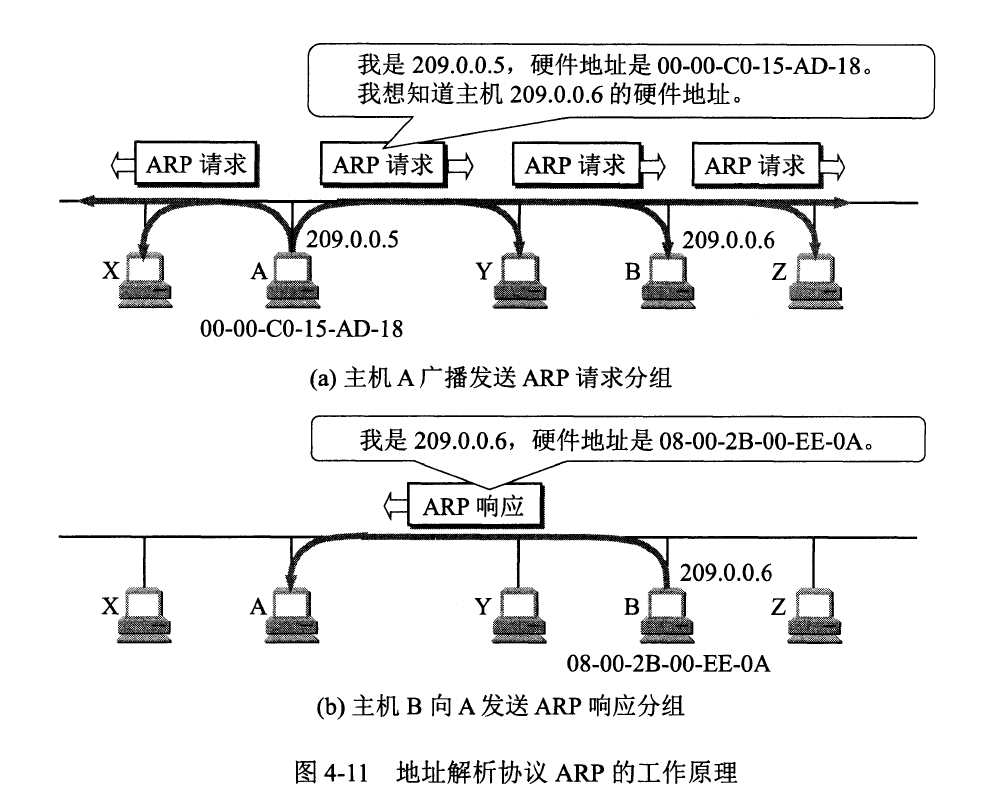 我是 209.0.0.5，硬件地址是 00-00-C0-15-AD-18。
我想知道主机 209.0.0.6 的硬件地址。
ARP 请求
ARP 请求
ARP 请求
ARP 请求
209.0.0.5
209.0.0.6
X
A
Y
B
Z
00-00-C0-15-AD-18
(a) 主机 A 广播发送 ARP 请求分组
我是 209.0.0.6，硬件地址是 08-00-2B-00-EE-0A。
ARP 响应
209.0.0.6
X
A
Y
B
Z
08-00-2B-00-EE-0A
(b) 主机 B 向 A 发送 ARP 响应分组
图 4-11 地址解析协议 ARP 的工作原理